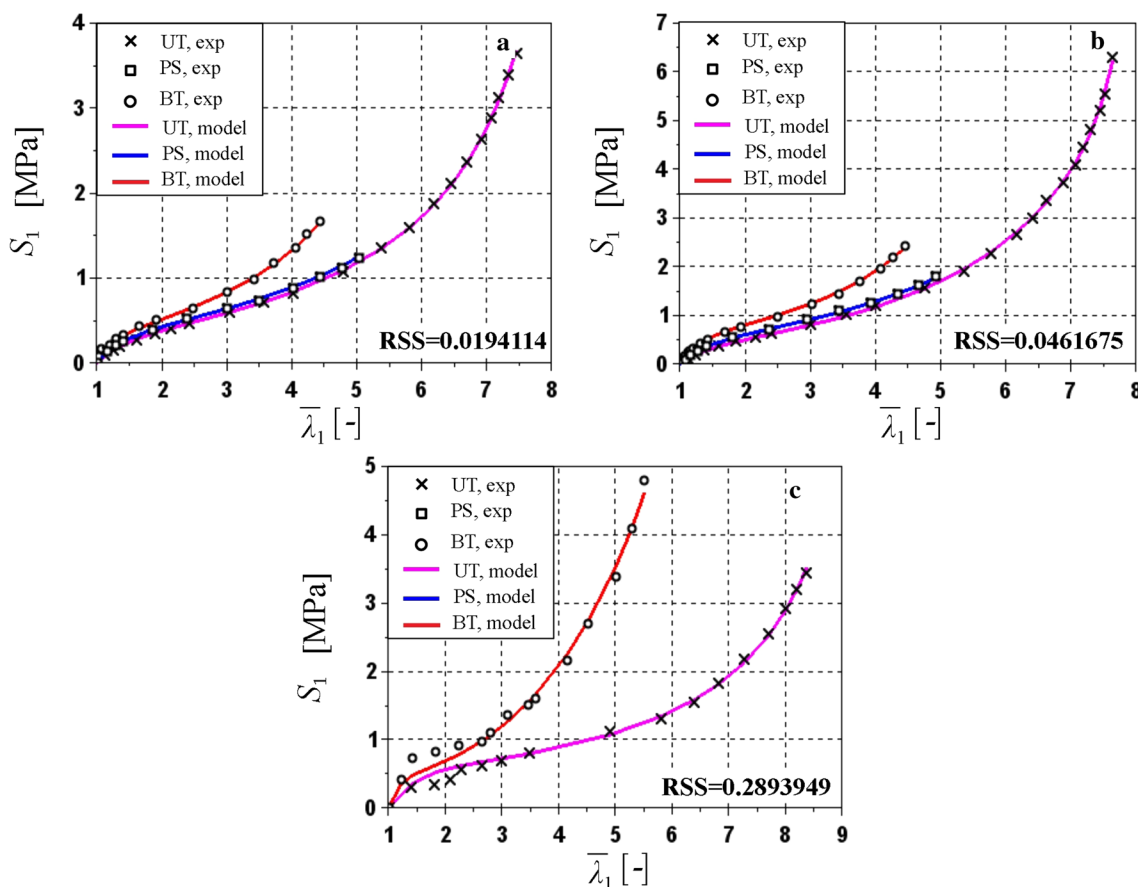 a
UT, exp
PS, exp
BT, exp
UT, model
PS, model
BT, model
S₁ [MPa]
4
3
2
1
0
RSS=0.0194114
1 2 3 4 5 6 7 8
λ̅₁ [-]
b
UT, exp
PS, exp
BT, exp
UT, model
PS, model
BT, model
S₁ [MPa]
7
6
5
4
3
2
1
0
RSS=0.0461675
1 2 3 4 5 6 7 8
λ̅₁ [-]
c
UT, exp
PS, exp
BT, exp
UT, model
PS, model
BT, model
S₁ [MPa]
5
4
3
2
1
0
RSS=0.2893949
1 2 3 4 5 6 7 8 9
λ̅₁ [-]